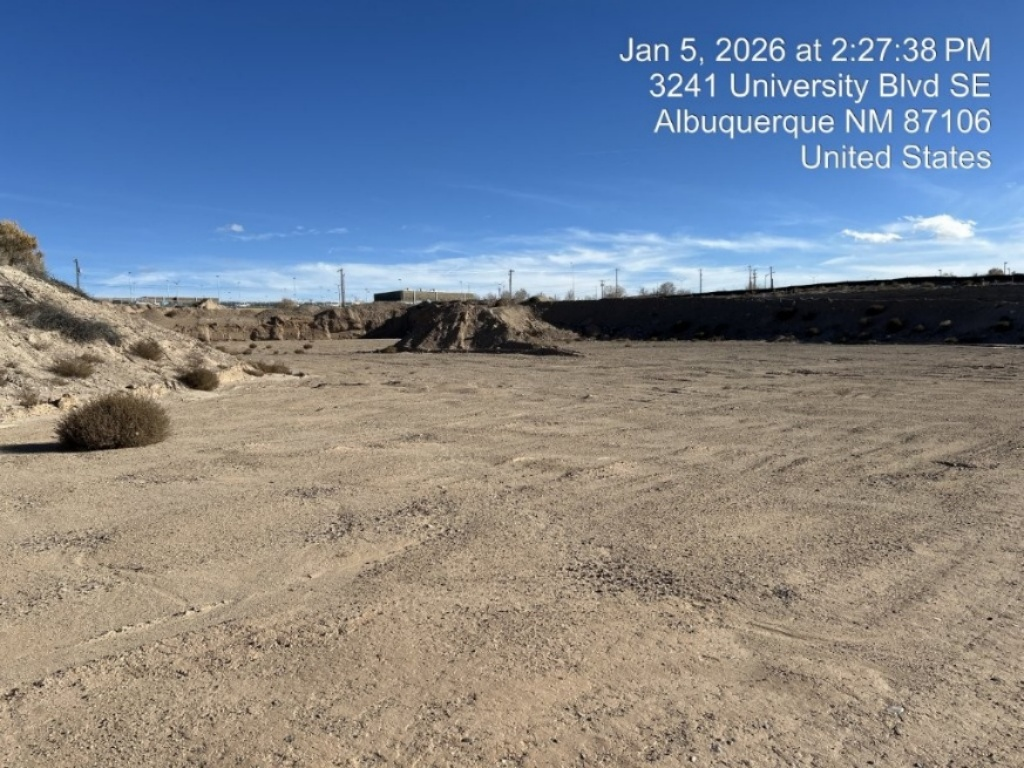 Jan 5, 2026 at 2:27:38 PM
3241 University Blvd SE
Albuquerque NM 87106
United States